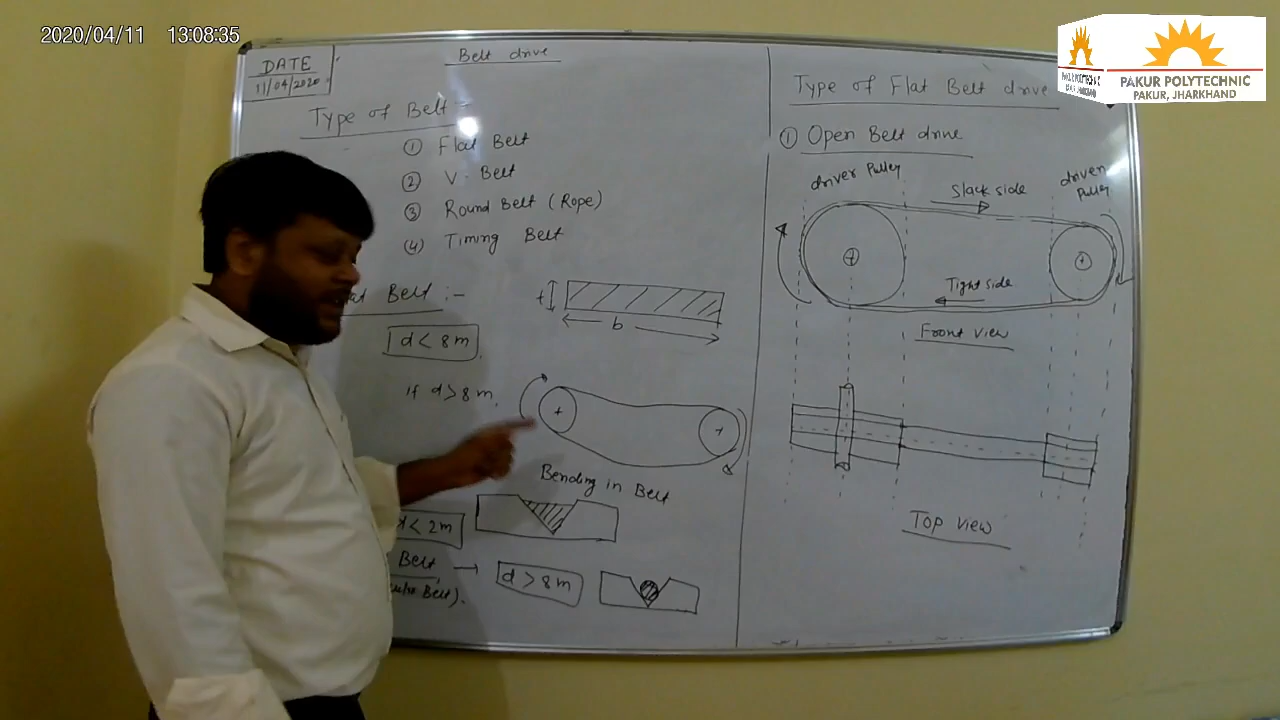 2020/04/11 13:08:35
PAKUR POLYTECHNIC
PAKUR, JHARKHAND
DATE
11/04/2020
Belt drive
Type of Belt :-
① Flat Belt
② V- Belt
③ Round Belt (Rope)
(4) Timing Belt
Belt :-
t
b
d < 8 m.
if d > 8 m.
Bending in Belt
d < 2m
Belt → d > 8m
Belt).
Type of Flat Belt drive
① Open Belt drive
driver Pulley
Slack side
driven Pulley
Tight side
Front view
Top view